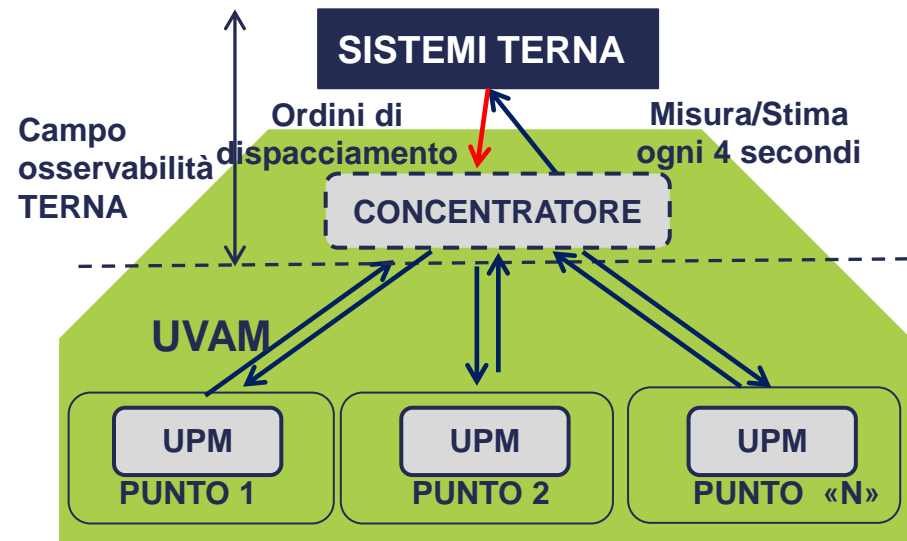 SISTEMI TERNA
Campo
osservabilità
TERNA
Ordini di
dispacciamento
Misura/Stima
ogni 4 secondi
CONCENTRATORE
UVAM
UPM
PUNTO 1
UPM
PUNTO 2
UPM
PUNTO «N»